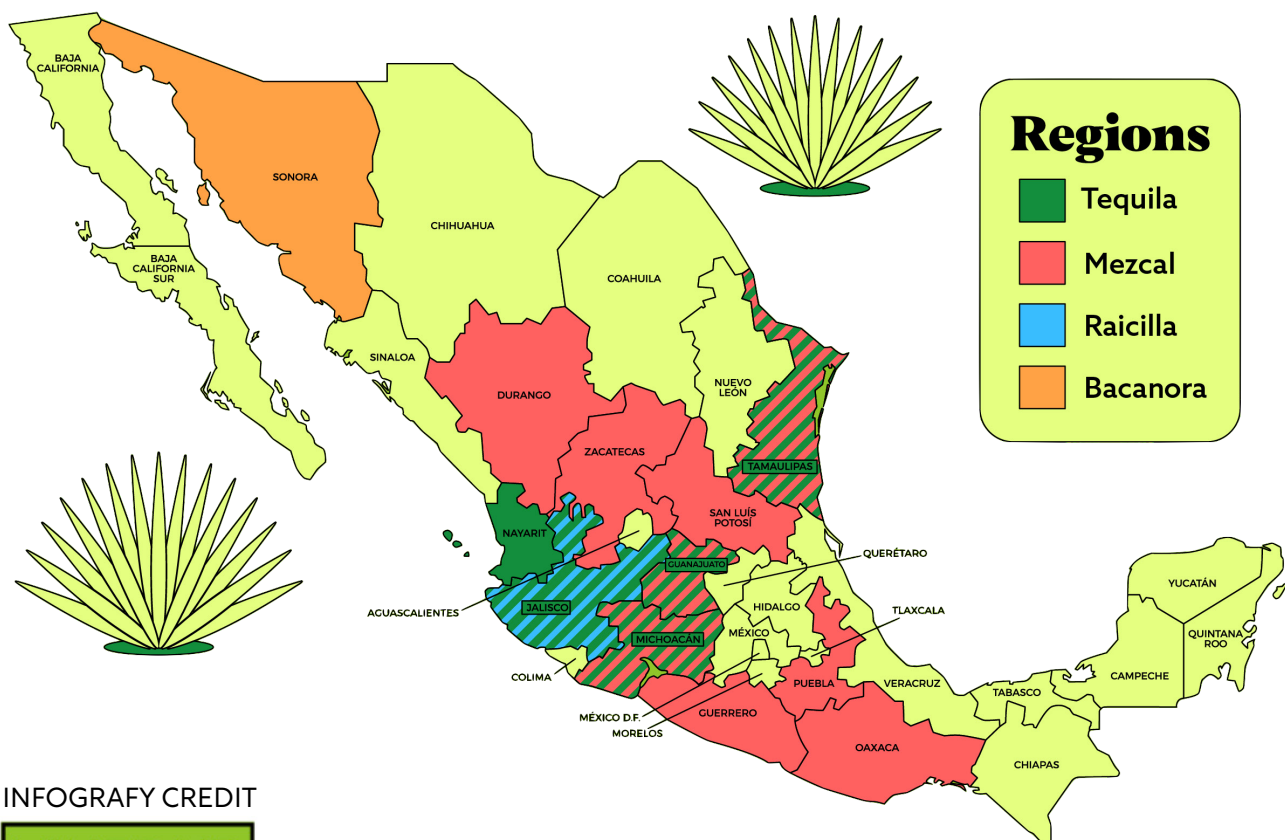 BAJA
CALIFORNIA
SONORA
CHIHUAHUA
BAJA
CALIFORNIA
SUR
COAHUILA
SINALOA
DURANGO
NUEVO
LEÓN
ZACATECAS
TAMAULIPAS
SAN LUÍS
POTOSÍ
NAYARIT
QUERÉTARO
GUANAJUATO
AGUASCALIENTES
JALISCO
HIDALGO
TLAXCALA
MÉXICO
MICHOACÁN
COLIMA
PUEBLA
VERACRUZ
MÉXICO D.F.
MORELOS
GUERRERO
OAXACA
TABASCO
CHIAPAS
CAMPECHE
YUCATÁN
QUINTANA
ROO
Regions
Tequila
Mezcal
Raicilla
Bacanora
INFOGRAFY CREDIT